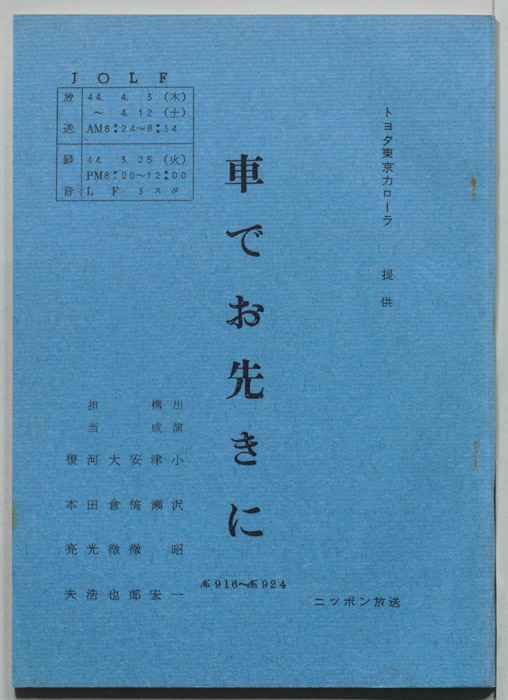 JOLF
放送 44. 4. 3 (木)
～ 4. 12 (土)
AM8:24～8:34
録音 44. 3. 25 (火)
PM8:00～12:00
LF 3スタ
トヨタ東京カローラ 提供
車でお先きに
№916～№924
出演 小沢昭一
構成 津瀬宏
安倍徹郎
大倉徹也
担当 河田光浩
榎本亮夫
ニッポン放送